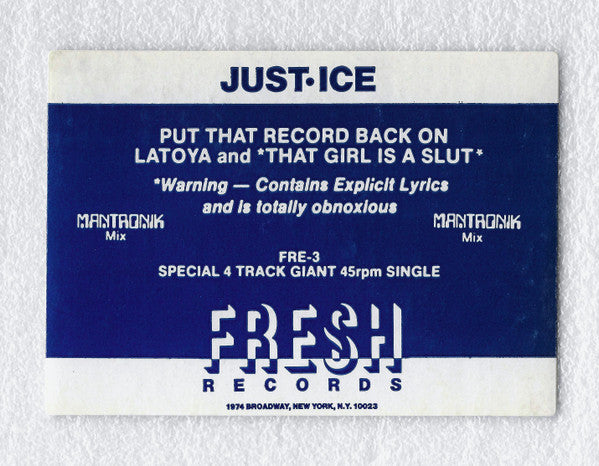 JUST•ICE
PUT THAT RECORD BACK ON
LATOYA and *THAT GIRL IS A SLUT*
*Warning — Contains Explicit Lyrics
and is totally obnoxious
MANTRONIK
Mix
MANTRONIK
Mix
FRE-3
SPECIAL 4 TRACK GIANT 45rpm SINGLE
FRESH
RECORDS
1974 BROADWAY, NEW YORK, N.Y. 10023